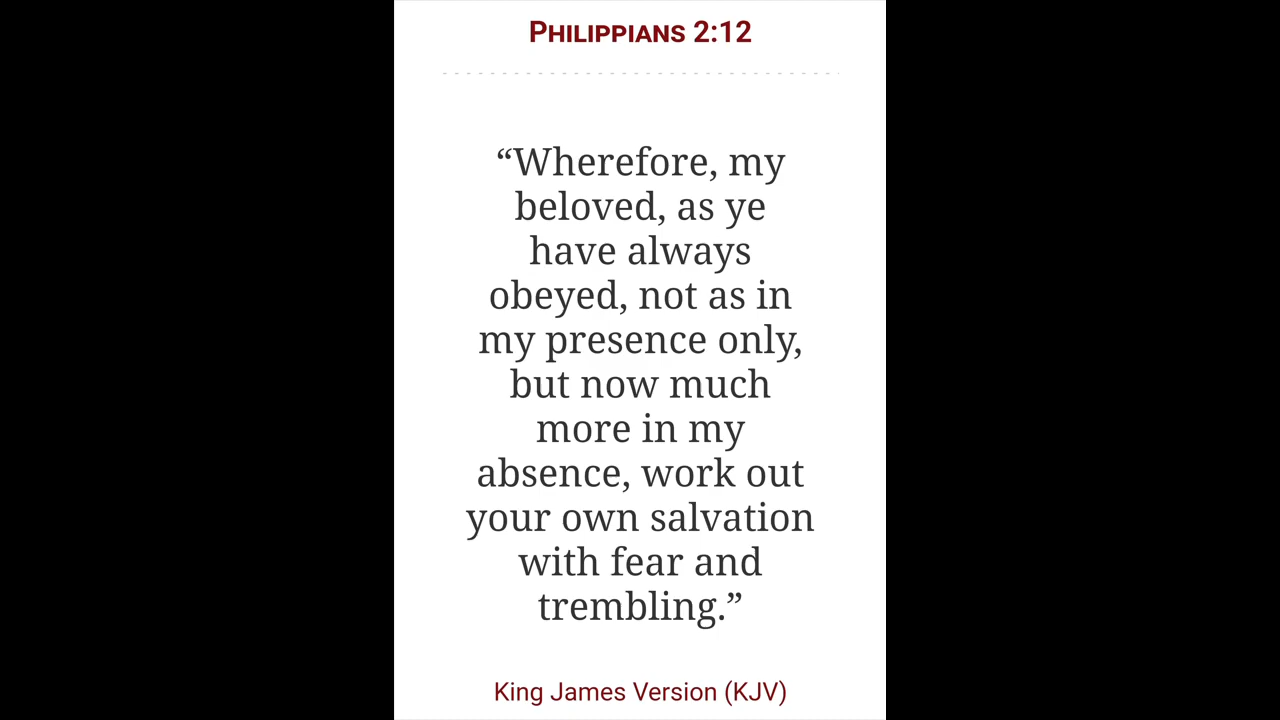 Philippians 2:12
“Wherefore, my
beloved, as ye
have always
obeyed, not as in
my presence only,
but now much
more in my
absence, work out
your own salvation
with fear and
trembling.”
King James Version (KJV)